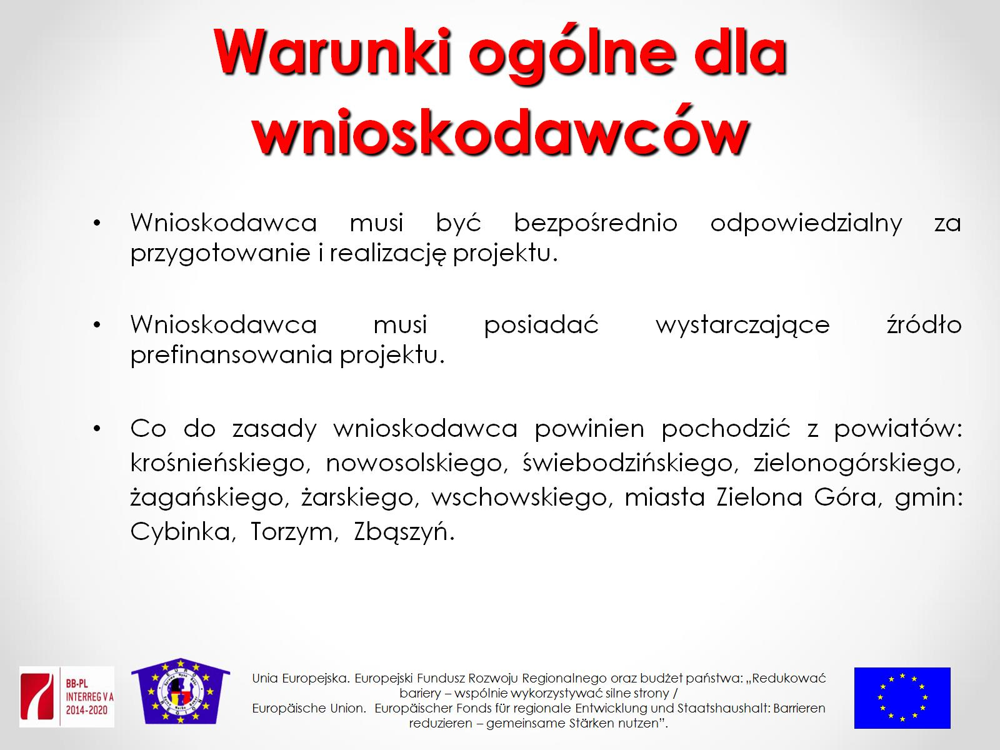 Warunki ogólne dla
wnioskodawców
• Wnioskodawca musi być bezpośrednio odpowiedzialny za
przygotowanie i realizację projektu.
• Wnioskodawca musi posiadać wystarczające źródło
prefinansowania projektu.
• Co do zasady wnioskodawca powinien pochodzić z powiatów:
krośnieńskiego, nowosolskiego, świebodzińskiego, zielonogórskiego,
żagańskiego, żarskiego, wschowskiego, miasta Zielona Góra, gmin:
Cybinka, Torzym, Zbąszyń.
BB-PL
INTERREG V A
2014-2020
EURO
REGION
Unia Europejska. Europejski Fundusz Rozwoju Regionalnego oraz budżet państwa: „Redukować
bariery – wspólnie wykorzystywać silne strony /
Europäische Union. Europäischer Fonds für regionale Entwicklung und Staatshaushalt: Barrieren
reduzieren – gemeinsame Stärken nutzen”.